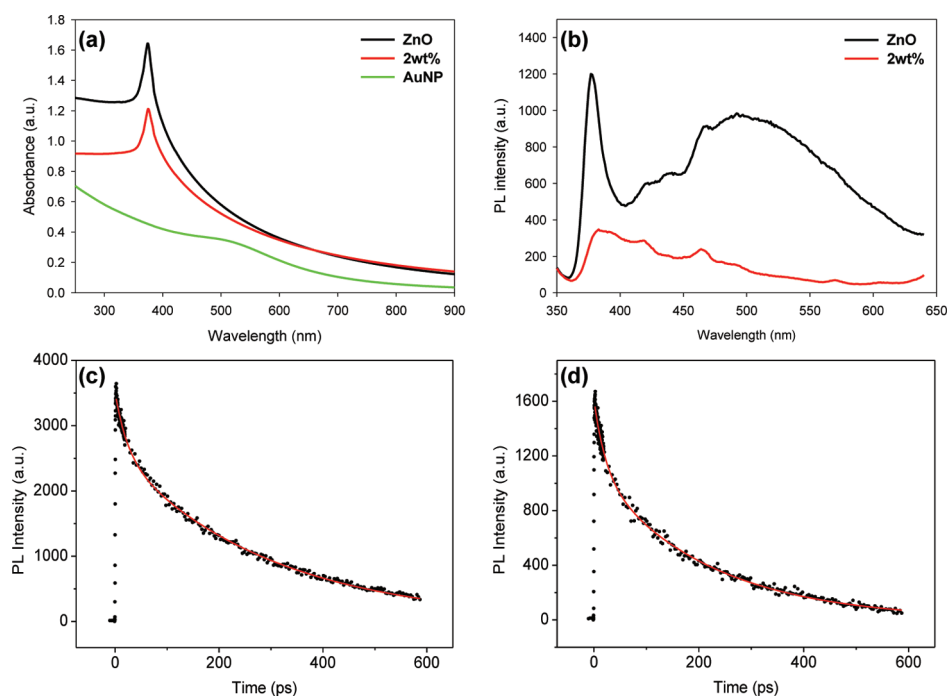 (a)
ZnO
2wt%
AuNP
Absorbance (a.u.)
1.8
1.6
1.4
1.2
1.0
0.8
0.6
0.4
0.2
0.0
300 400 500 600 700 800 900
Wavelength (nm)
(b)
ZnO
2wt%
PL intensity (a.u.)
1400
1200
1000
800
600
400
200
0
350 400 450 500 550 600 650
Wavelength (nm)
(c)
PL Intensity (a.u.)
4000
3000
2000
1000
0
0 200 400 600
Time (ps)
(d)
PL Intensity (a.u.)
1600
1200
800
400
0
0 200 400 600
Time (ps)